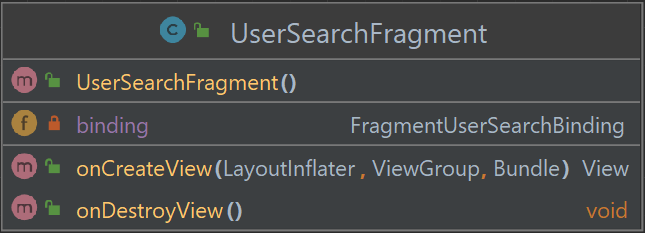 C UserSearchFragment
m UserSearchFragment()
f binding FragmentUserSearchBinding
m onCreateView(LayoutInflater, ViewGroup, Bundle) View
m onDestroyView() void